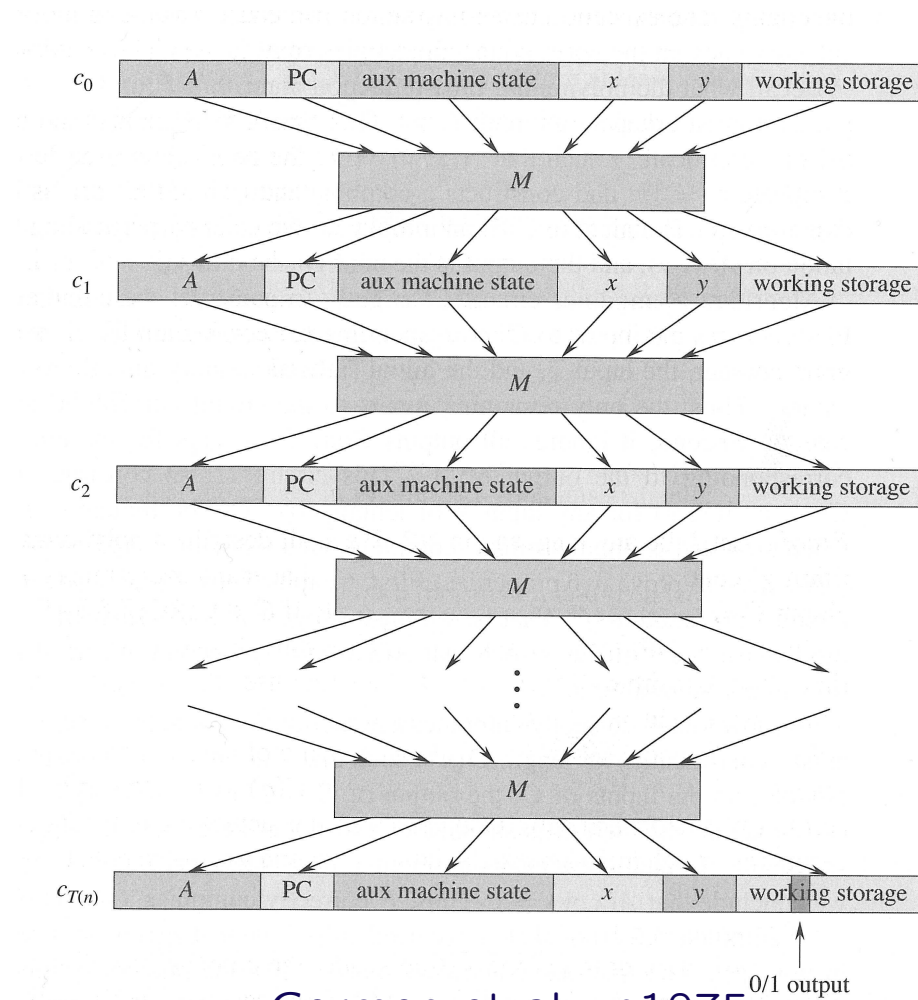 c₀ A PC aux machine state x y working storage
M
c₁ A PC aux machine state x y working storage
M
c₂ A PC aux machine state x y working storage
M
M
c_T(n) A PC aux machine state x y working storage
0/1 output